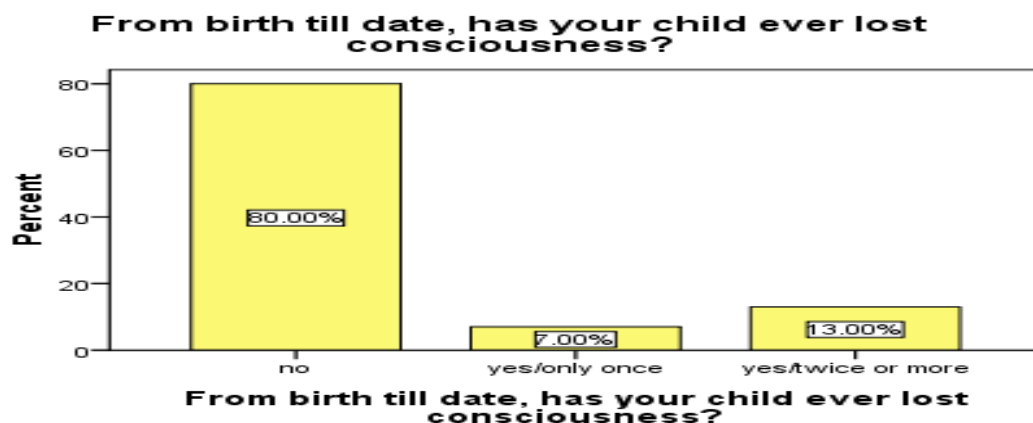 From birth till date, has your child ever lost
consciousness?
80
60
40
20
0
Percent
80.00%
7.00%
13.00%
no
yes/only once
yes/twice or more
From birth till date, has your child ever lost
consciousness?